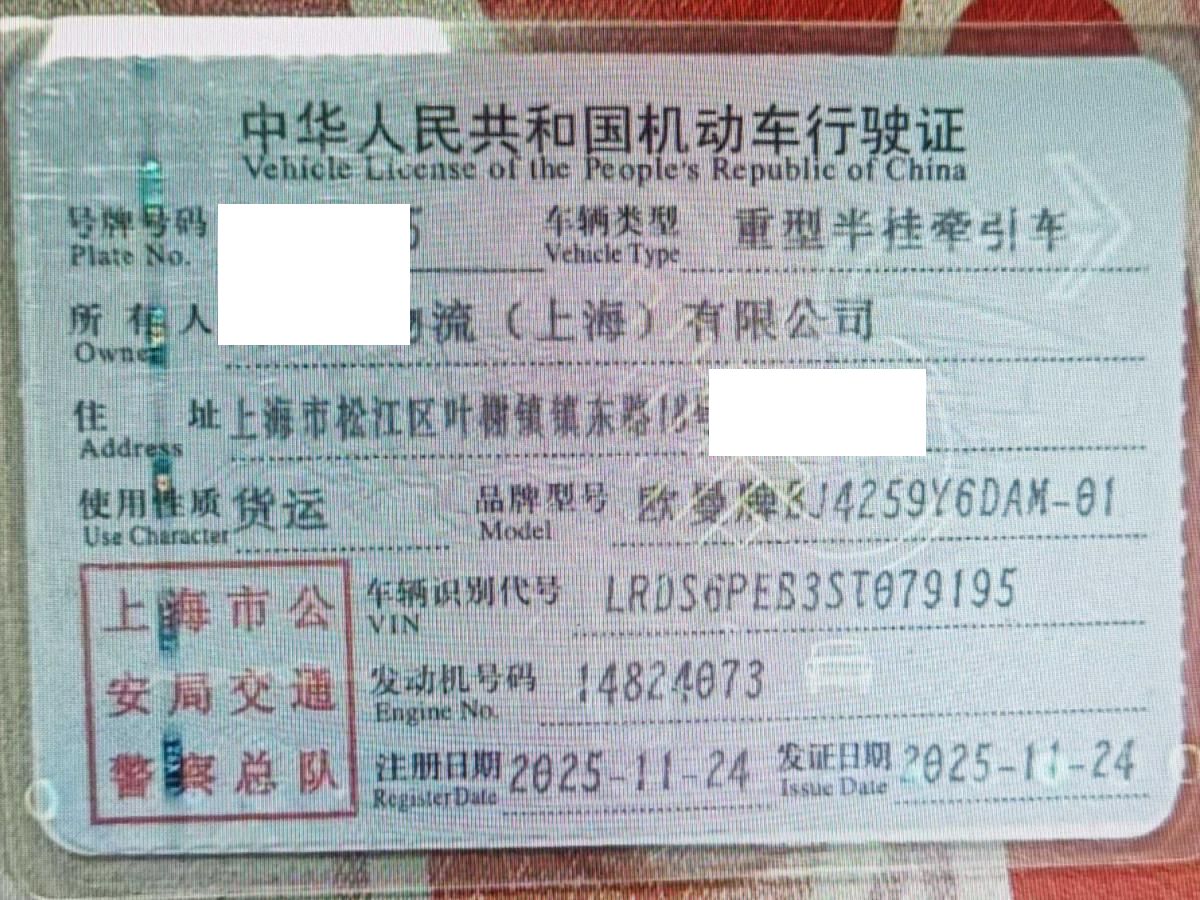 中华人民共和国机动车行驶证
Vehicle License of the People's Republic of China
号牌号码 5 车辆类型 重型半挂牵引车
Plate No. Vehicle Type
所有人 物流（上海）有限公司
Owner
住址 上海市松江区叶榭镇镇东路
Address
使用性质 货运 品牌型号 欧曼牌BJ4259Y6DAM-01
Use Character Model
上海市公
安局交通
警察总队
车辆识别代号 LRDS6PEB3ST079195
VIN
发动机号码 14824073
Engine No.
注册日期 2025-11-24 发证日期 2025-11-24
Register Date Issue Date